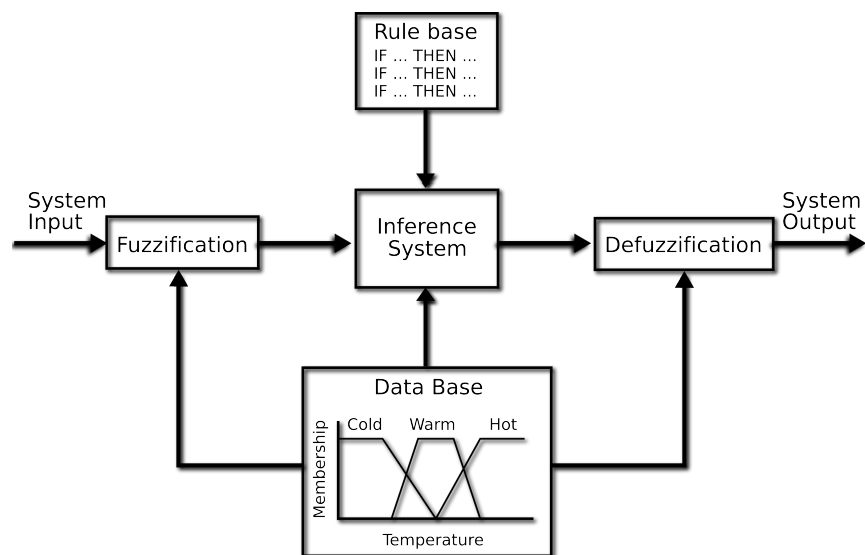 Rule base
IF ... THEN ...
IF ... THEN ...
IF ... THEN ...
System
Input
Fuzzification
Inference
System
Defuzzification
System
Output
Data Base
Cold Warm Hot
Membership
Temperature